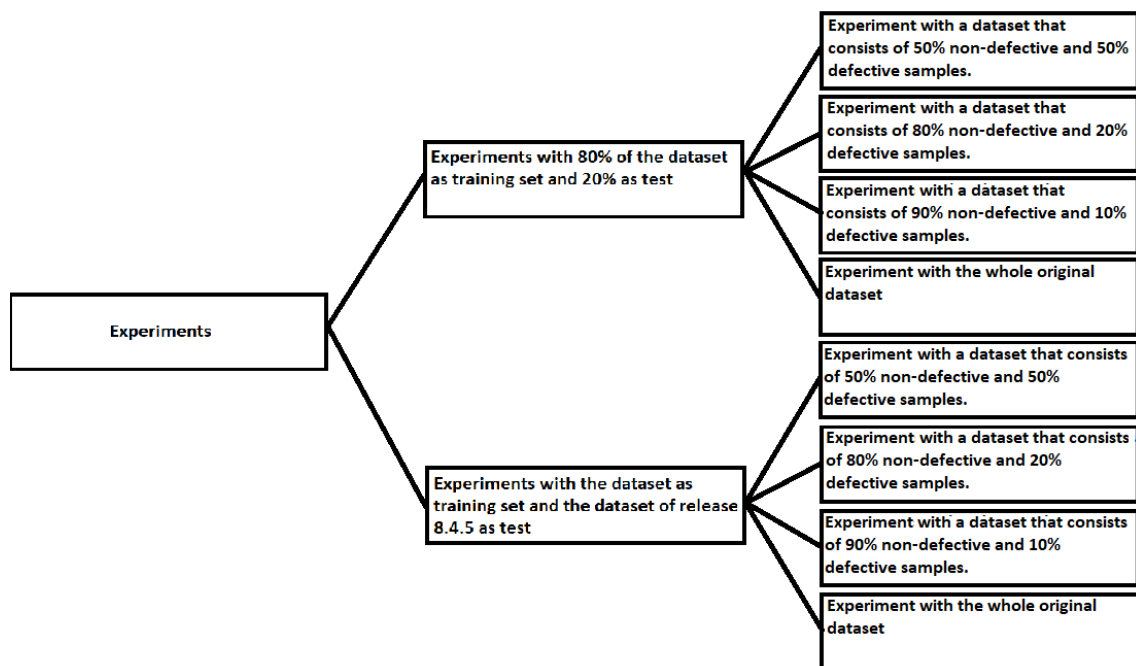 Experiment with a dataset that
consists of 50% non-defective and 50%
defective samples.
Experiment with a dataset that
consists of 80% non-defective and 20%
defective samples.
Experiments with 80% of the dataset
as training set and 20% as test
Experiment with a dataset that
consists of 90% non-defective and 10%
defective samples.
Experiment with the whole original
dataset
Experiments
Experiment with a dataset that consists
of 50% non-defective and 50%
defective samples.
Experiment with a dataset that consists
of 80% non-defective and 20%
defective samples.
Experiments with the dataset as
training set and the dataset of release
8.4.5 as test
Experiment with a dataset that consists
of 90% non-defective and 10%
defective samples.
Experiment with the whole original
dataset